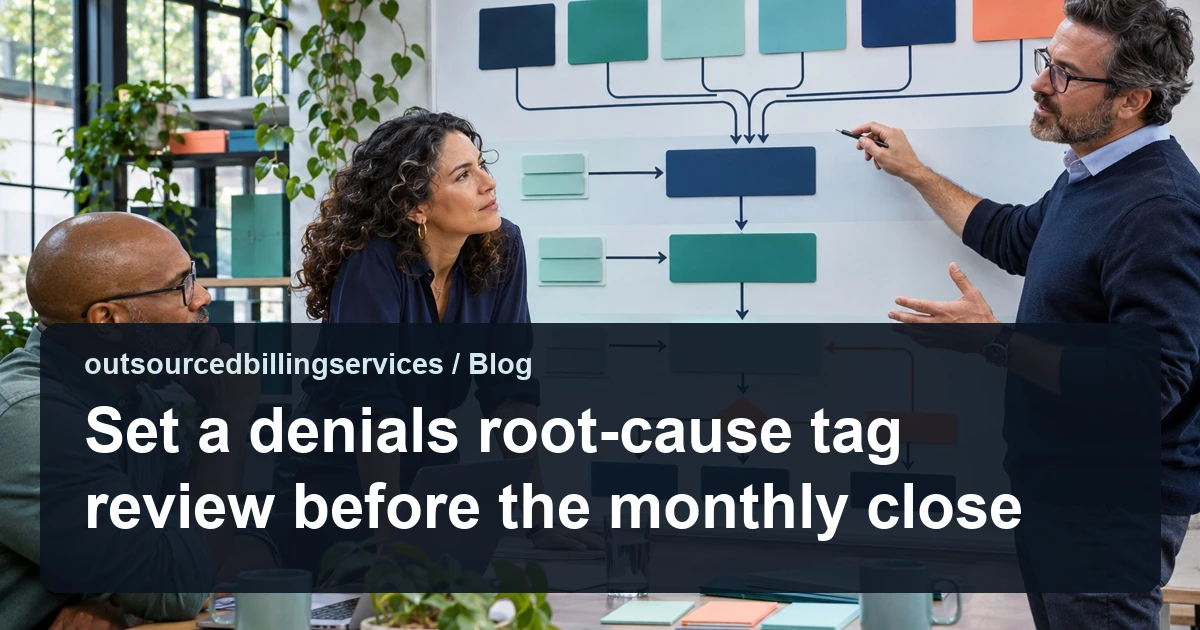 outsourcedbillingservices / Blog
Set a denials root-cause tag
review before the monthly close